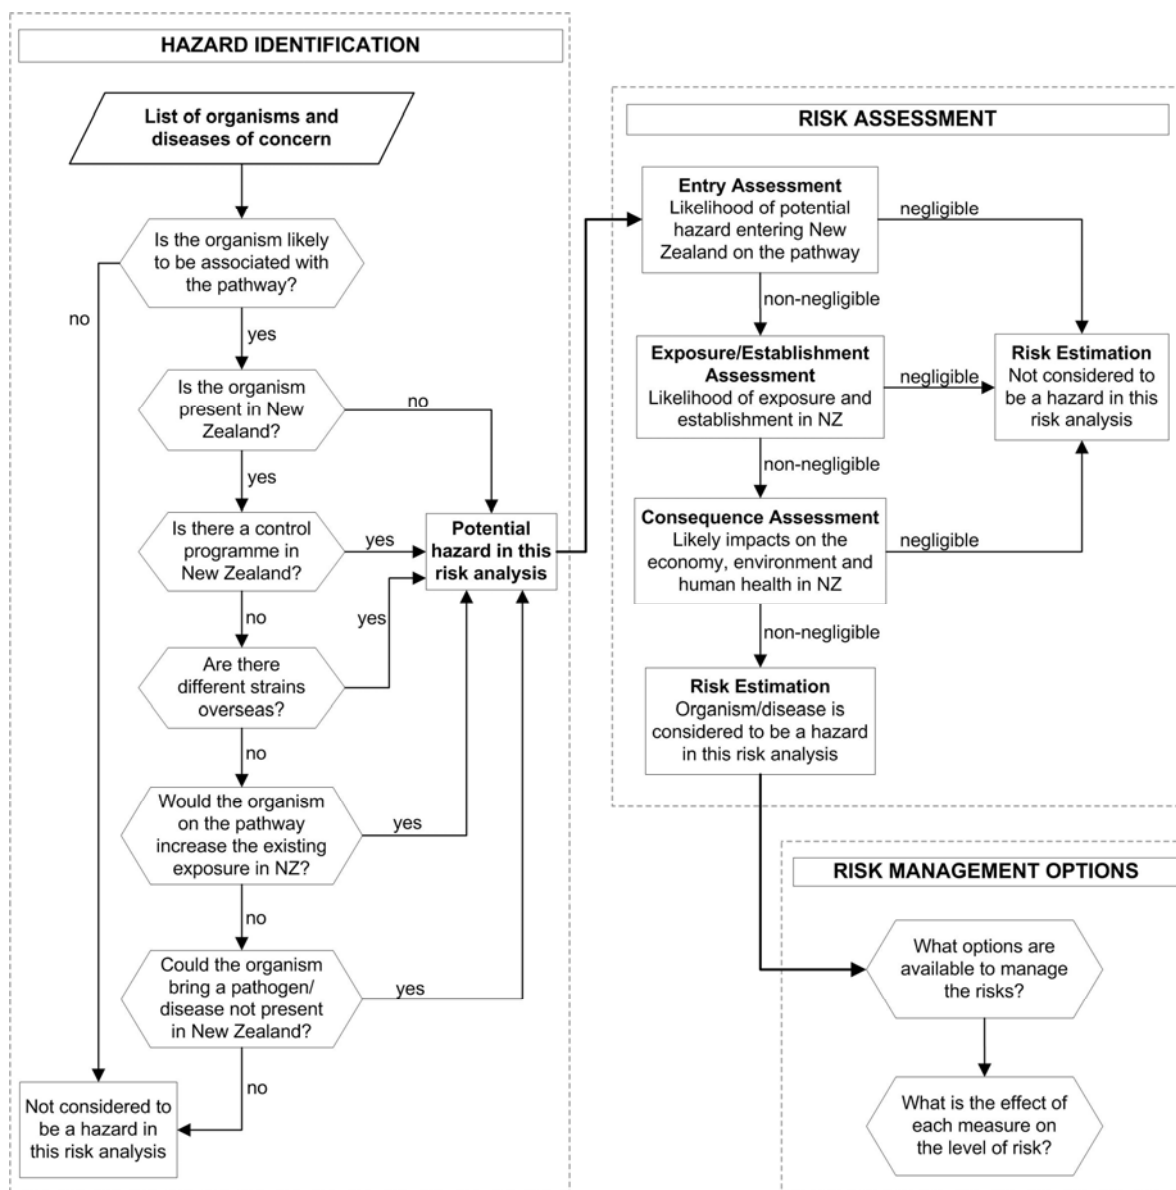 HAZARD IDENTIFICATION
List of organisms and
diseases of concern
Is the organism likely
to be associated with
the pathway?
no
yes
Is the organism
present in New
Zealand?
no
yes
Is there a control
programme in
New Zealand?
yes
Potential
hazard in this
risk analysis
no
yes
Are there
different strains
overseas?
no
Would the organism
on the pathway
increase the existing
exposure in NZ?
yes
no
Could the organism
bring a pathogen/
disease not present
in New Zealand?
yes
no
Not considered to
be a hazard in
this risk analysis
RISK ASSESSMENT
Entry Assessment
Likelihood of potential
hazard entering New
Zealand on the pathway
negligible
non-negligible
Exposure/Establishment
Assessment
Likelihood of exposure and
establishment in NZ
negligible
Risk Estimation
Not considered to
be a hazard in this
risk analysis
non-negligible
Consequence Assessment
Likely impacts on the
economy, environment and
human health in NZ
negligible
non-negligible
Risk Estimation
Organism/disease is
considered to be a hazard
in this risk analysis
RISK MANAGEMENT OPTIONS
What options are
available to manage
the risks?
What is the effect of
each measure on
the level of risk?